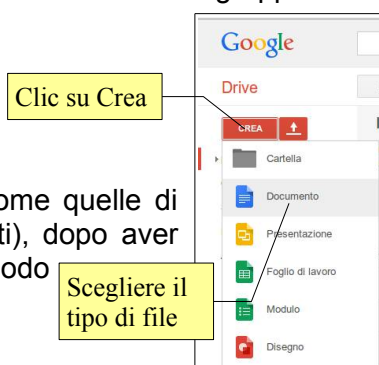 Google
Drive
Clic su Crea
CREA
Cartella
ome quelle di
Documento
ti), dopo aver
Presentazione
odo
Scegliere il
tipo di file
Foglio di lavoro
Modulo
Disegno